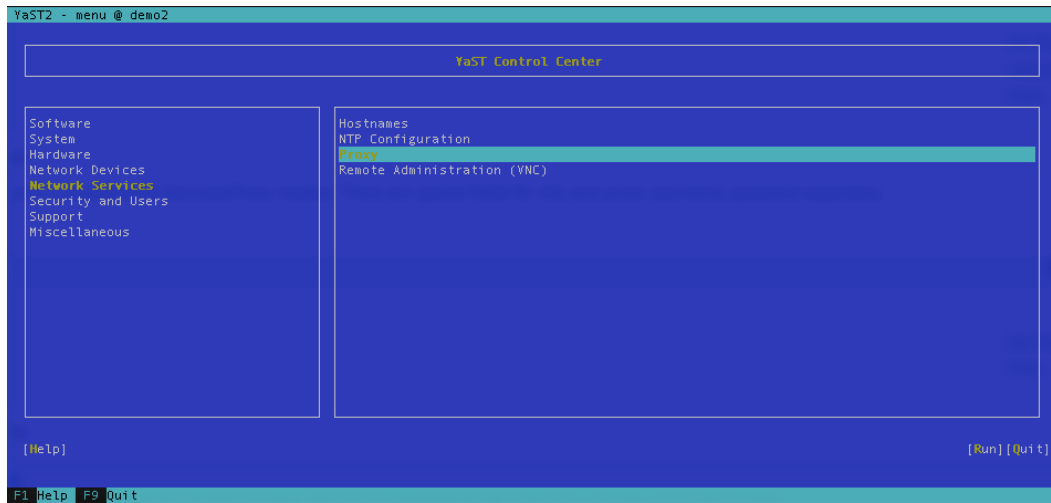 YaST2 - menu @ demo2
YaST Control Center
Software
System
Hardware
Network Devices
Network Services
Security and Users
Support
Miscellaneous
Hostnames
NTP Configuration
Proxy
Remote Administration (VNC)
[Help]
[Run][Quit]
F1 Help F9 Quit